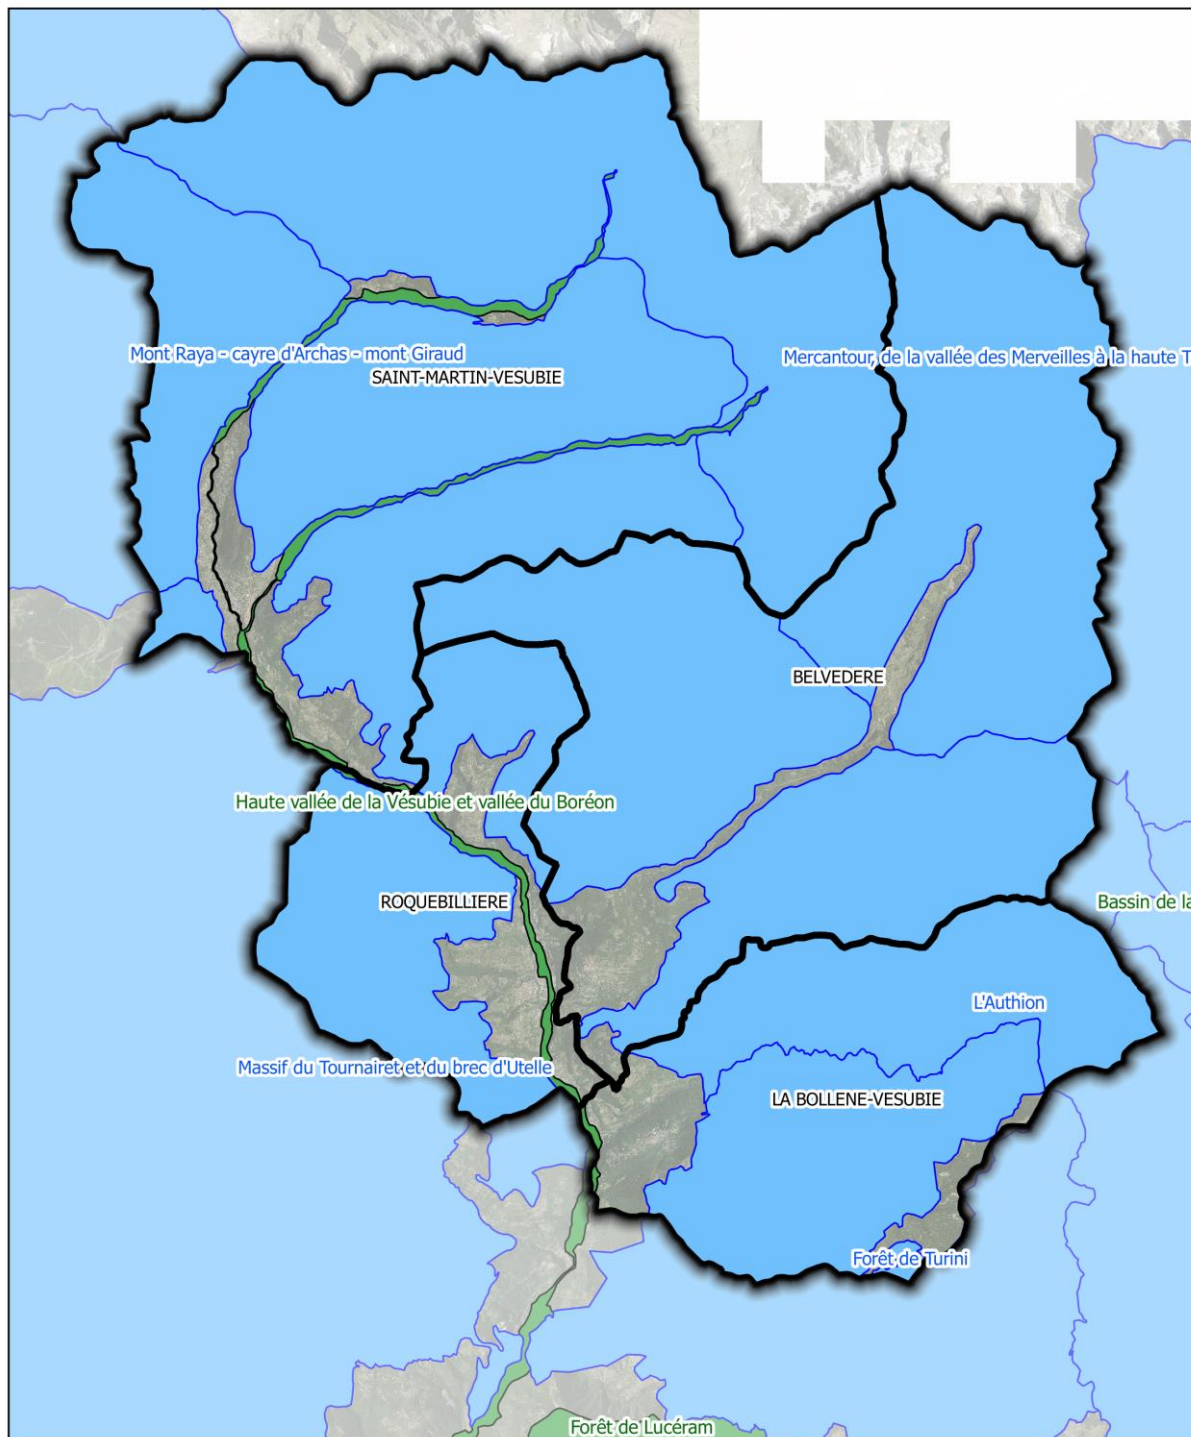 Mont Raya - cayre d'Archas - mont Giraud
Mercantour, de la vallée des Merveilles à la haute T
SAINT-MARTIN-VESUBIE
BELVEDERE
Haute vallée de la Vésubie et vallée du Boréon
ROQUEBILLIERE
Bassin de la
L'Authion
Massif du Tournairet et du brec d'Utelle
LA BOLLENE-VESUBIE
Forêt de Turini
Forêt de Lucéram